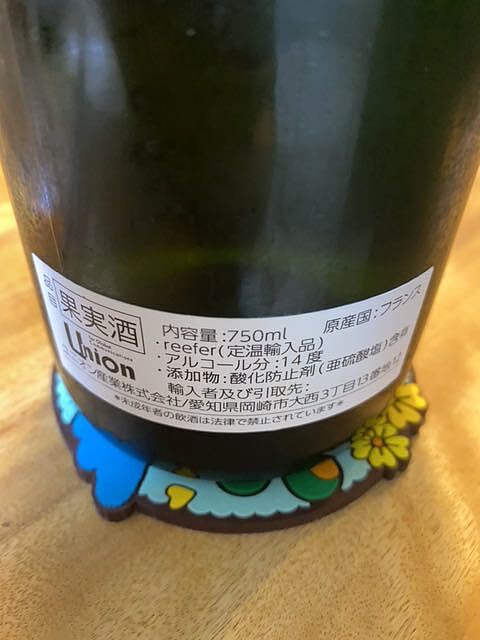 品目
果実酒
内容量:750ml
原産国:フランス
・reefer(定温輸入品)
・アルコール分:14度
・添加物:酸化防止剤(亜硫酸塩)含有
Union
輸入者及び引取先:
オン産業株式会社/愛知県岡崎市大西3丁目13番地12
*未成年者の飲酒は法律で禁止されています*